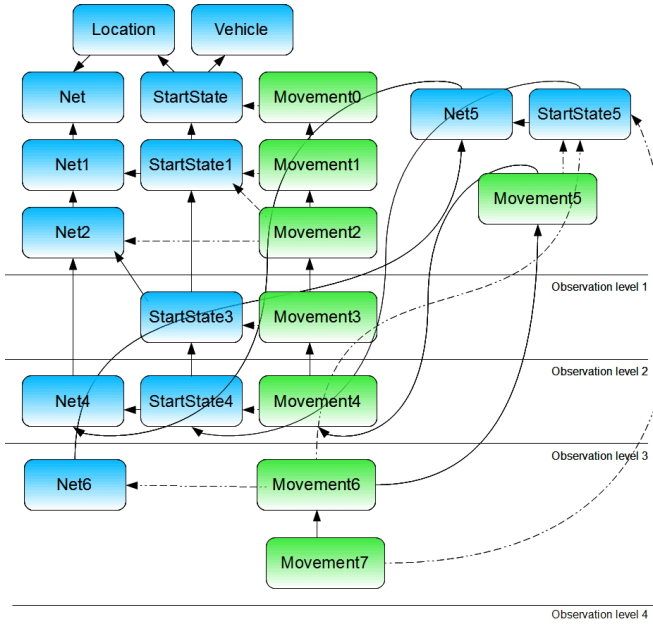 Location
Vehicle
Net
StartState
Movement0
Net5
StartState5
Net1
StartState1
Movement1
Movement5
Net2
Movement2
Observation level 1
StartState3
Movement3
Observation level 2
Net4
StartState4
Movement4
Observation level 3
Net6
Movement6
Movement7
Observation level 4